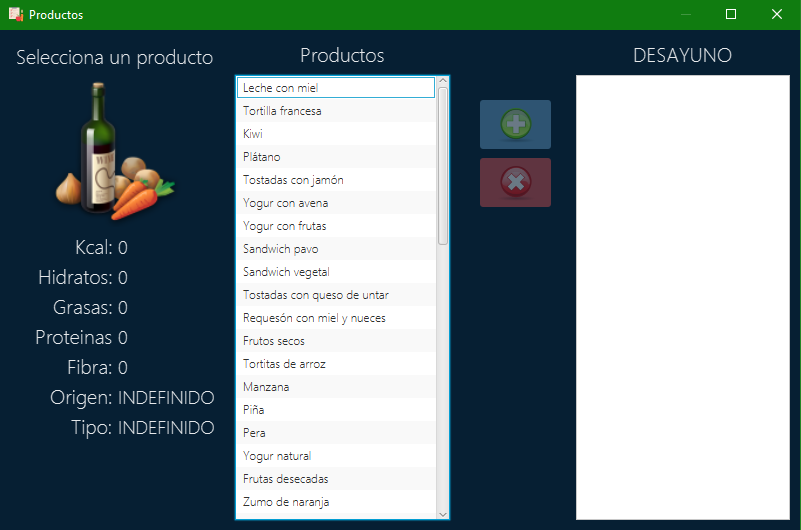 Productos
Selecciona un producto
Kcal: 0
Hidratos: 0
Grasas: 0
Proteinas 0
Fibra: 0
Origen: INDEFINIDO
Tipo: INDEFINIDO
Productos
Leche con miel
Tortilla francesa
Kiwi
Plátano
Tostadas con jamón
Yogur con avena
Yogur con frutas
Sandwich pavo
Sandwich vegetal
Tostadas con queso de untar
Requesón con miel y nueces
Frutos secos
Tortitas de arroz
Manzana
Piña
Pera
Yogur natural
Frutas desecadas
Zumo de naranja
DESAYUNO